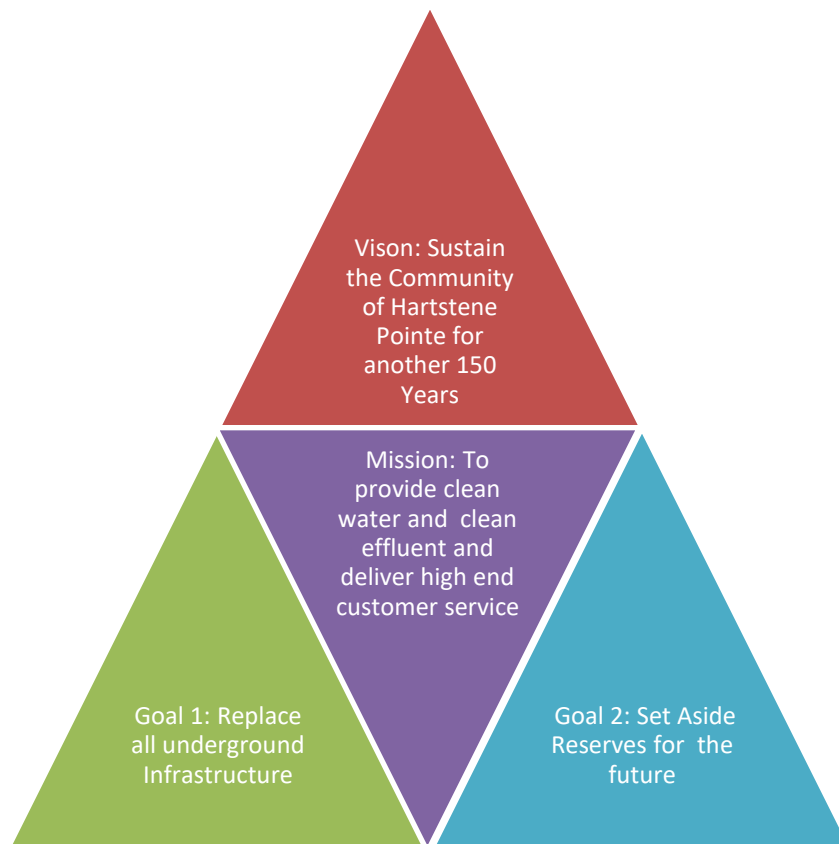 Vison: Sustain
the Community
of Hartstene
Pointe for
another 150
Years
Mission: To
provide clean
water and clean
effluent and
deliver high end
customer service
Goal 1: Replace
all underground
Infrastructure
Goal 2: Set Aside
Reserves for the
future